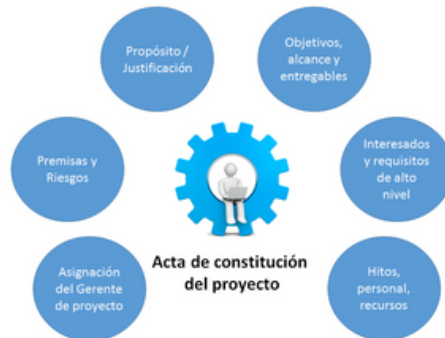 Propósito /
Justificación
Objetivos,
alcance y
entregables
Premisas y
Riesgos
Interesados
y requisitos
de alto
nivel
Asignación
del Gerente
de proyecto
Hitos,
personal,
recursos
Acta de constitución
del proyecto